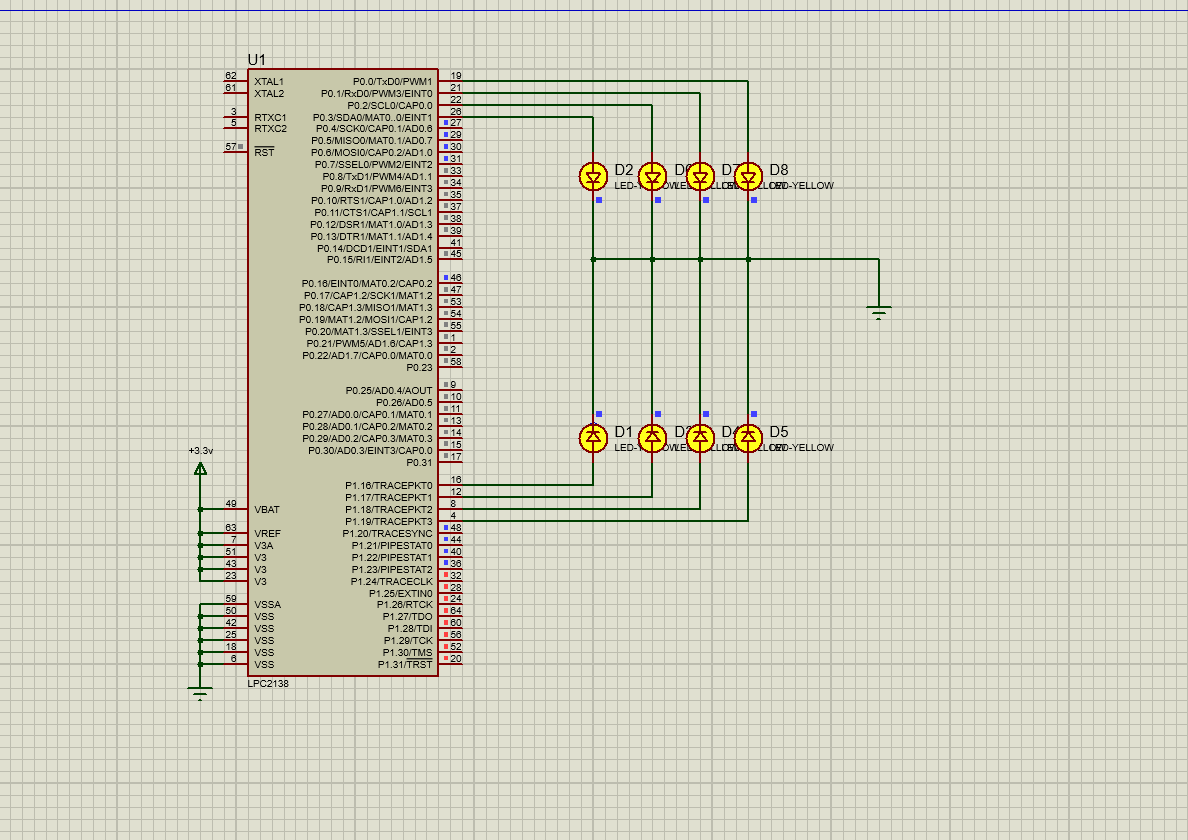 U1
62 XTAL1 P0.0/TxD0/PWM1 19
61 XTAL2 P0.1/RxD0/PWM3/EINT0 21
P0.2/SCL0/CAP0.0 22
3 RTXC1 P0.3/SDA0/MAT0..0/EINT1 26
5 RTXC2 P0.4/SCK0/CAP0.1/AD0.6 27
P0.5/MISO0/MAT0.1/AD0.7 29
57 RST P0.6/MOSI0/CAP0.2/AD1.0 30
P0.7/SSEL0/PWM2/EINT2 31
P0.8/TxD1/PWM4/AD1.1 33
P0.9/RxD1/PWM6/EINT3 34
P0.10/RTS1/CAP1.0/AD1.2 35
P0.11/CTS1/CAP1.1/SCL1 37
P0.12/DSR1/MAT1.0/AD1.3 38
P0.13/DTR1/MAT1.1/AD1.4 39
P0.14/DCD1/EINT1/SDA1 41
P0.15/RI1/EINT2/AD1.5 45
D2 D7 D8
LED-YELLOW
P0.16/EINT0/MAT0.2/CAP0.2 46
P0.17/CAP1.2/SCK1/MAT1.2 47
P0.18/CAP1.3/MISO1/MAT1.3 53
P0.19/MAT1.2/MOSI1/CAP1.2 54
P0.20/MAT1.3/SSEL1/EINT3 55
P0.21/PWM5/AD1.6/CAP1.3 1
P0.22/AD1.7/CAP0.0/MAT0.0 2
P0.23 58
P0.25/AD0.4/AOUT 9
P0.26/AD0.5 10
P0.27/AD0.0/CAP0.1/MAT0.1 11
P0.28/AD0.1/CAP0.2/MAT0.2 13
P0.29/AD0.2/CAP0.3/MAT0.3 14
P0.30/AD0.3/EINT3/CAP0.0 15
P0.31 17
D1 D5
LED-YELLOW
+3.3v
P1.16/TRACEPKT0 16
P1.17/TRACEPKT1 12
49 VBAT P1.18/TRACEPKT2 8
P1.19/TRACEPKT3 4
63 VREF P1.20/TRACESYNC 48
7 V3A P1.21/PIPESTAT0 44
51 V3 P1.22/PIPESTAT1 40
43 V3 P1.23/PIPESTAT2 36
23 V3 P1.24/TRACECLK 32
P1.25/EXTIN0 28
59 VSSA P1.26/RTCK 24
50 VSS P1.27/TDO 64
42 VSS P1.28/TDI 60
25 VSS P1.29/TCK 56
18 VSS P1.30/TMS 52
6 VSS P1.31/TRST 20
LPC2138